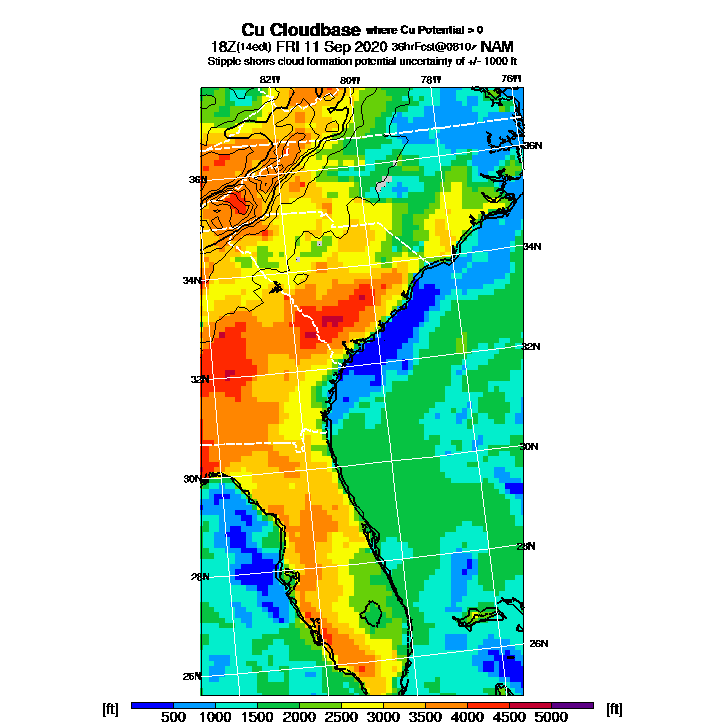 Cu Cloudbase where Cu Potential > 0
18Z(14edt) FRI 11 Sep 2020 36hrFcst@0610z NAM
Stipple shows cloud formation potential uncertainty of +/- 1000 ft
82W 80W 78W 76W
36N 36N
34N 34N
32N 32N
30N 30N
28N 28N
26N 26N
[ft] 500 1000 1500 2000 2500 3000 3500 4000 4500 5000 [ft]